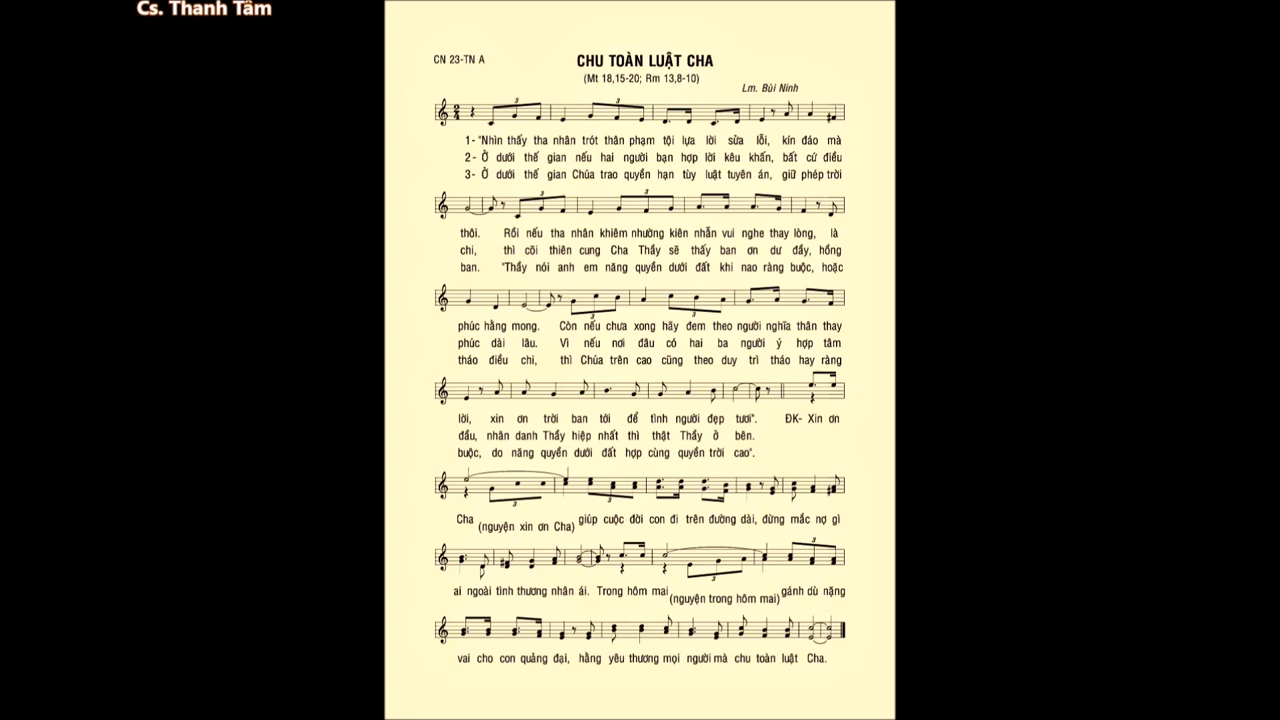 Cs. Thanh Tâm
CN 23-TN A
CHU TOÀN LUẬT CHA
(Mt 18,15-20; Rm 13,8-10)
Lm. Bùi Ninh
1- "Nhìn thấy tha nhân trót thân phạm tội lựa lời sửa lỗi, kín đáo mà
2- Ở dưới thế gian nếu hai người bạn hợp lời kêu khấn, bất cứ điều
3- Ở dưới thế gian Chúa trao quyền hạn tùy luật tuyên án, giữ phép trời
thôi. Rồi nếu tha nhân khiêm nhường kiên nhẫn vui nghe thay lòng, là
chi, thì cõi thiên cung Cha Thầy sẽ thấy ban ơn dư đầy, hồng
ban. "Thầy nói anh em năng quyền dưới đất khi nao ràng buộc, hoặc
phúc hằng mong. Còn nếu chưa xong hãy đem theo người nghĩa thân thay
phúc dài lâu. Vì nếu nơi đâu có hai ba người ý hợp tâm
tháo điều chi, thì Chúa trên cao cũng theo duy trì tháo hay ràng
lời, xin ơn trời ban tới để tình người đẹp tươi". ĐK- Xin ơn
đầu, nhân danh Thầy hiệp nhất thì thật Thầy ở bên.
buộc, do năng quyền dưới đất hợp cùng quyền trời cao".
Cha (nguyện xin ơn Cha) giúp cuộc đời con đi trên đường dài, đừng mắc nợ gì
ai ngoài tình thương nhân ái. Trong hôm mai (nguyện trong hôm mai) gánh dù nặng
vai cho con quảng đại, hằng yêu thương mọi người mà chu toàn luật Cha.